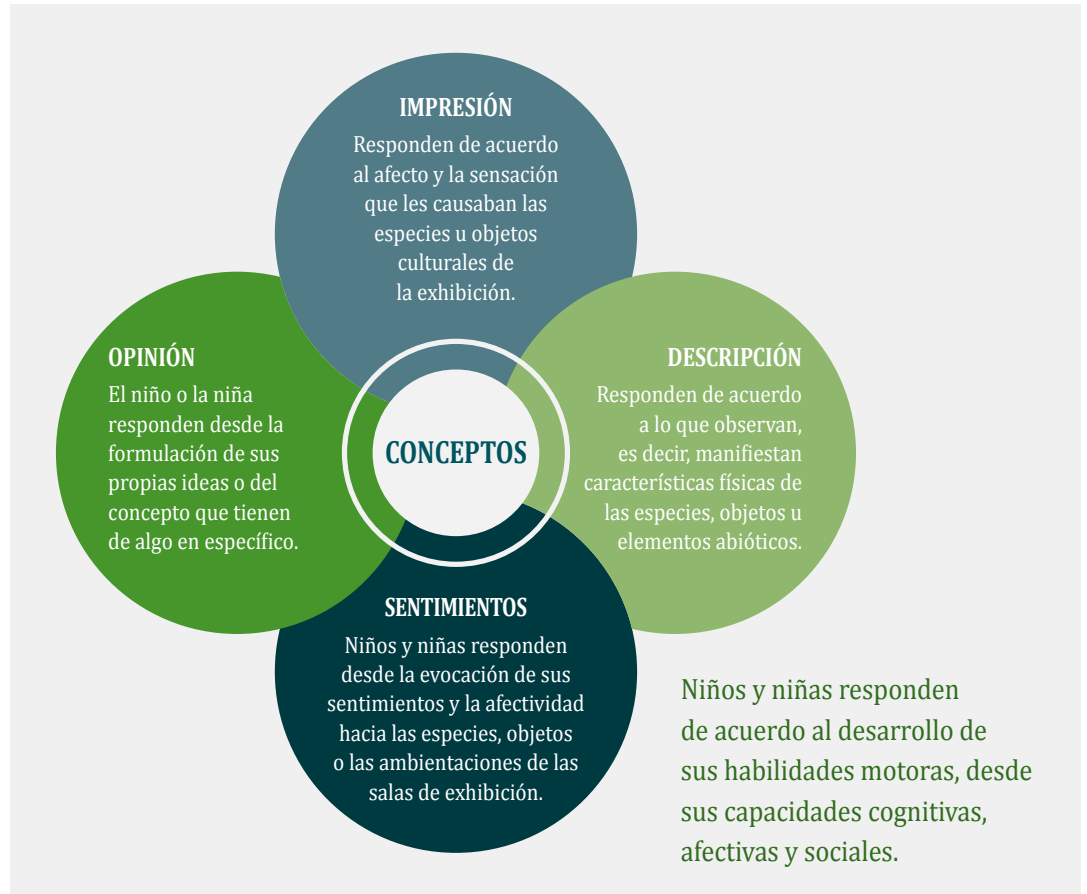 IMPRESIÓN
Responden de acuerdo
al afecto y la sensación
que les causaban las
especies u objetos
culturales de
la exhibición.
OPINIÓN
El niño o la niña
responden desde la
formulación de sus
propias ideas o del
concepto que tienen
de algo en específico.
CONCEPTOS
DESCRIPCIÓN
Responden de acuerdo
a lo que observan,
es decir, manifiestan
características físicas de
las especies, objetos u
elementos abióticos.
SENTIMIENTOS
Niños y niñas responden
desde la evocación de sus
sentimientos y la afectividad
hacia las especies, objetos
o las ambientaciones de las
salas de exhibición.
Niños y niñas responden
de acuerdo al desarrollo de
sus habilidades motoras, desde
sus capacidades cognitivas,
afectivas y sociales.